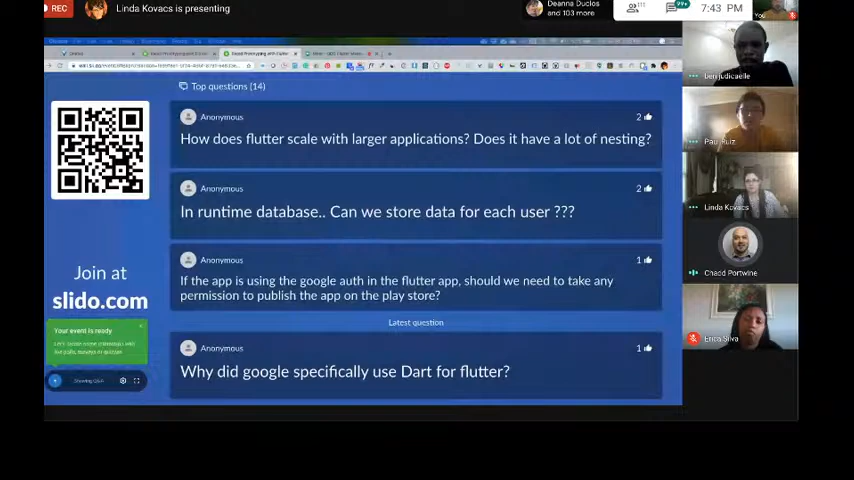 REC
Linda Kovacs is presenting
Deanna Duclos
and 103 more
99+
7:43 PM
You
Top questions (14)
Anonymous
2
How does flutter scale with larger applications? Does it have a lot of nesting?
Anonymous
2
In runtime database.. Can we store data for each user ???
Anonymous
1
If the app is using the google auth in the flutter app, should we need to take any
permission to publish the app on the play store?
Latest question
Anonymous
1
Why did google specifically use Dart for flutter?
Join at
slido.com
Your event is ready
Showing Q&A
Paul Ruiz
Linda Kovacs
Chadd Portwine
Erica Silva